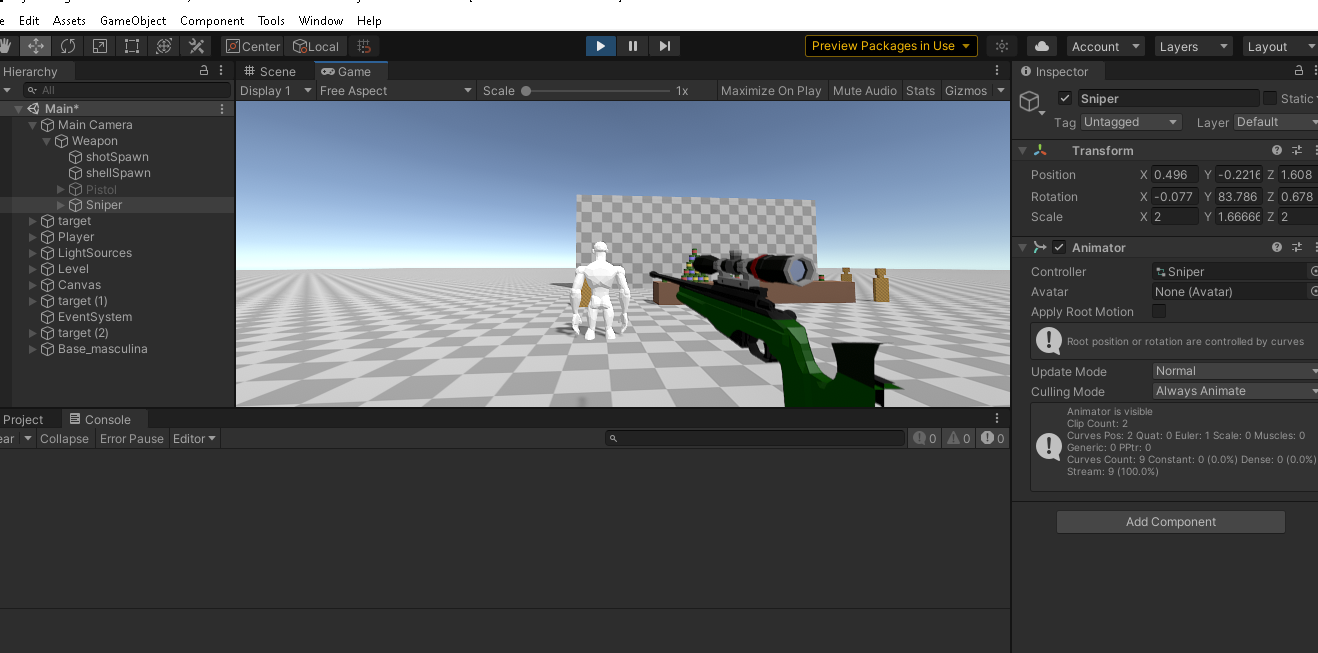 e Edit Assets GameObject Component Tools Window Help
Center Local Preview Packages in Use Account Layers Layout
Hierarchy
All
Main*
Main Camera
Weapon
shotSpawn
shellSpawn
Pistol
Sniper
target
Player
LightSources
Level
Canvas
target (1)
EventSystem
target (2)
Base_masculina
Scene Game
Display 1 Free Aspect Scale 1x Maximize On Play Mute Audio Stats Gizmos
Project Console
ear Collapse Error Pause Editor 0 0 0
Inspector
Sniper Static
Tag Untagged Layer Default
Transform
Position X 0.496 Y -0.2216 Z 1.608
Rotation X -0.077 Y 83.786 Z 0.678
Scale X 2 Y 1.66666 Z 2
Animator
Controller Sniper
Avatar None (Avatar)
Apply Root Motion
Root position or rotation are controlled by curves
Update Mode Normal
Culling Mode Always Animate
Animator is visible
Clip Count: 2
Curves Pos: 2 Quat: 0 Euler: 1 Scale: 0 Muscles: 0
Generic: 0 PPtr: 0
Curves Count: 9 Constant: 0 (0.0%) Dense: 0 (0.0%)
Stream: 9 (100.0%)
Add Component